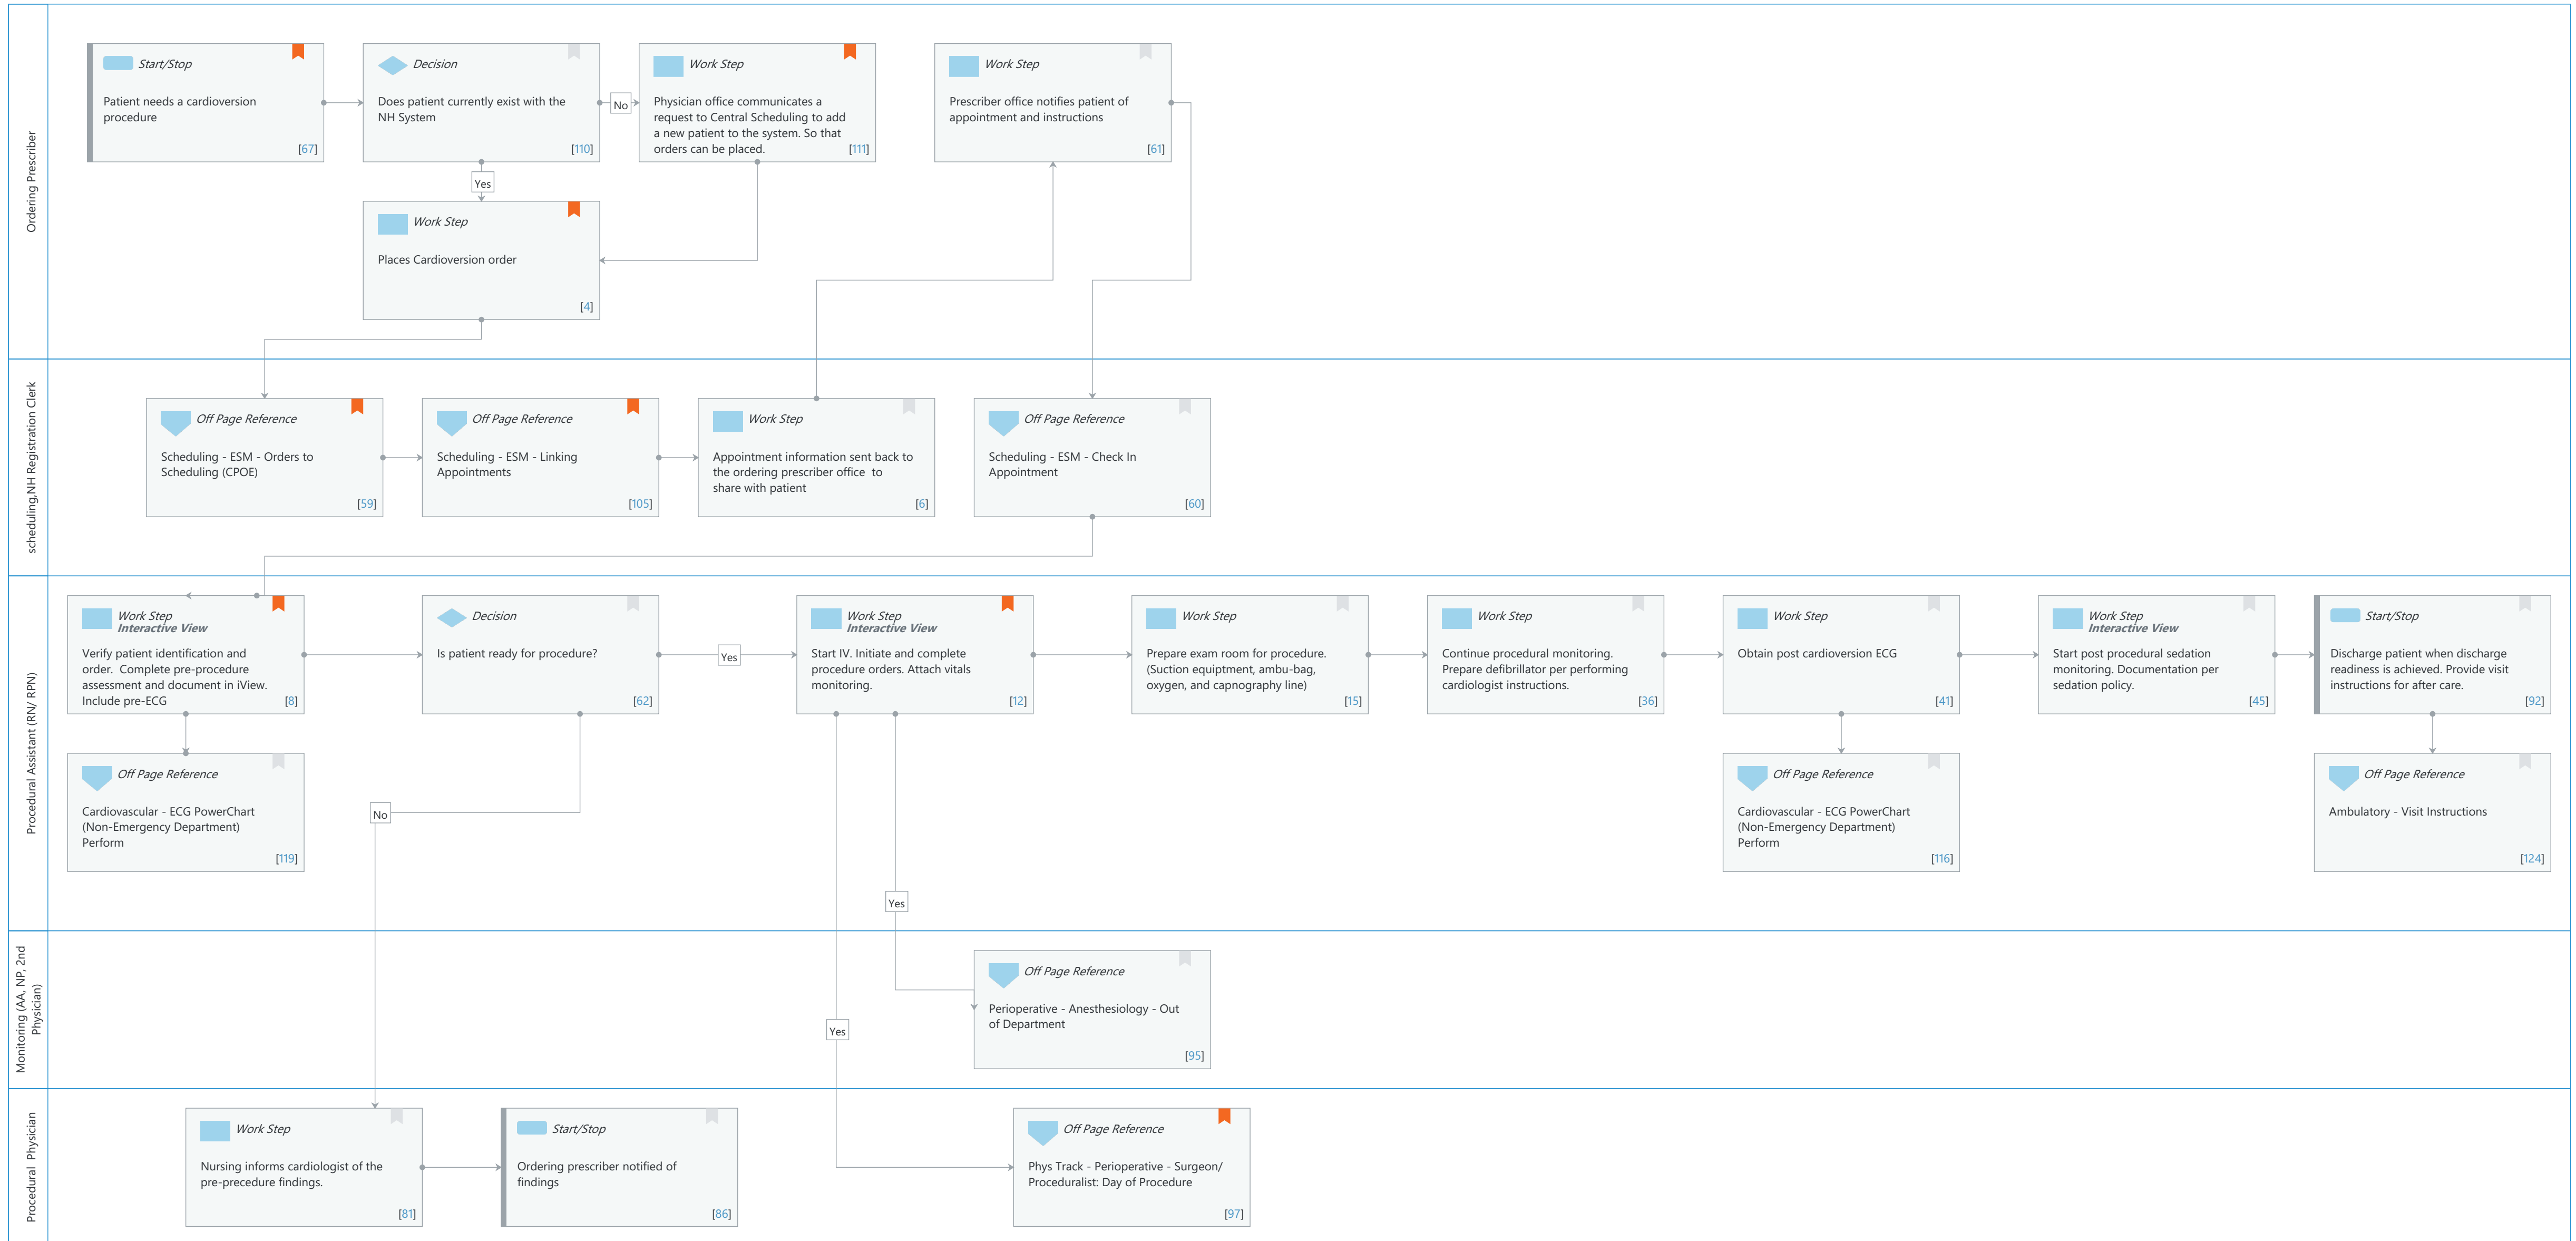 Ordering Prescriber
Start/Stop
Patient needs a cardioversion
procedure
[67]
Decision
Does patient currently exist with the
NH System
[110]
No
Work Step
Physician office communicates a
request to Central Scheduling to add
a new patient to the system. So that
orders can be placed.
[111]
Work Step
Prescriber office notifies patient of
appointment and instructions
[61]
Yes
Work Step
Places Cardioversion order
[4]
scheduling,NH Registration Clerk
Off Page Reference
Scheduling - ESM - Orders to
Scheduling (CPOE)
[59]
Off Page Reference
Scheduling - ESM - Linking
Appointments
[105]
Work Step
Appointment information sent back to
the ordering prescriber office to
share with patient
[6]
Off Page Reference
Scheduling - ESM - Check In
Appointment
[60]
Procedural Assistant (RN/ RPN)
Work Step
Interactive View
Verify patient identification and
order. Complete pre-procedure
assessment and document in iView.
Include pre-ECG
[8]
Decision
Is patient ready for procedure?
[62]
Yes
Work Step
Interactive View
Start IV. Initiate and complete
procedure orders. Attach vitals
monitoring.
[12]
Work Step
Prepare exam room for procedure.
(Suction equiptment, ambu-bag,
oxygen, and capnography line)
[15]
Work Step
Continue procedural monitoring.
Prepare defibrillator per performing
cardiologist instructions.
[36]
Work Step
Obtain post cardioversion ECG
[41]
Work Step
Interactive View
Start post procedural sedation
monitoring. Documentation per
sedation policy.
[45]
Start/Stop
Discharge patient when discharge
readiness is achieved. Provide visit
instructions for after care.
[92]
Off Page Reference
Cardiovascular - ECG PowerChart
(Non-Emergency Department)
Perform
[119]
No
Off Page Reference
Cardiovascular - ECG PowerChart
(Non-Emergency Department)
Perform
[116]
Off Page Reference
Ambulatory - Visit Instructions
[124]
Yes
Monitoring (AA, NP, 2nd
Physician)
Off Page Reference
Perioperative - Anesthesiology - Out
of Department
[95]
Yes
Procedural Physician
Work Step
Nursing informs cardiologist of the
pre-precedure findings.
[81]
Start/Stop
Ordering prescriber notified of
findings
[86]
Off Page Reference
Phys Track - Perioperative - Surgeon/
Proceduralist: Day of Procedure
[97]